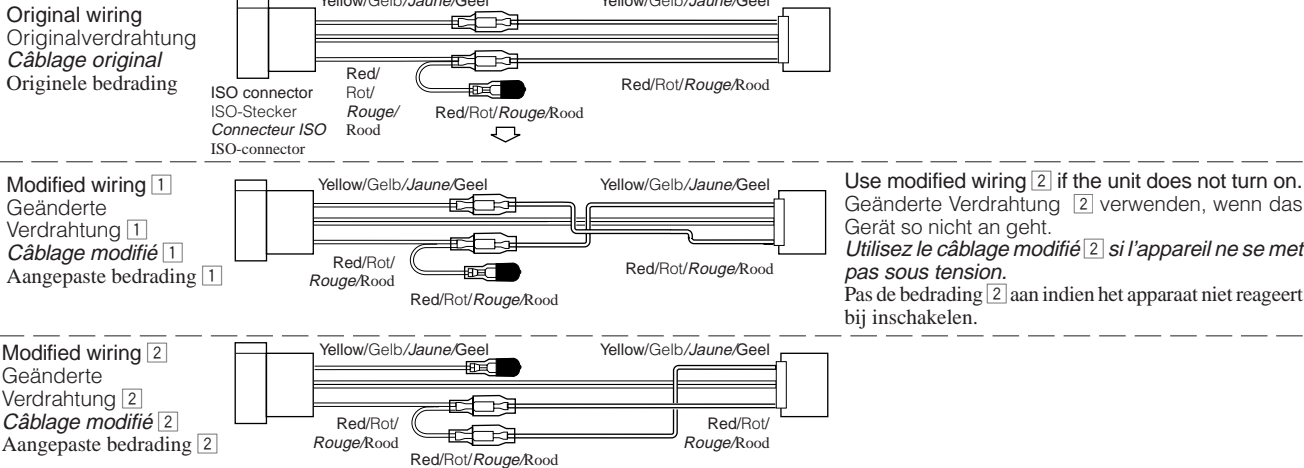 Yellow/Gelb/Jaune/Geel
Yellow/Gelb/Jaune/Geel
Original wiring
Originalverdrahtung
Câblage original
Originele bedrading
ISO connector
ISO-Stecker
Connecteur ISO
ISO-connector
Red/
Rot/
Rouge/
Rood
Red/Rot/Rouge/Rood
Red/Rot/Rouge/Rood
Modified wiring 1
Geänderte
Verdrahtung 1
Câblage modifié 1
Aangepaste bedrading 1
Yellow/Gelb/Jaune/Geel
Yellow/Gelb/Jaune/Geel
Red/Rot/
Rouge/Rood
Red/Rot/Rouge/Rood
Red/Rot/Rouge/Rood
Use modified wiring 2 if the unit does not turn on.
Geänderte Verdrahtung 2 verwenden, wenn das
Gerät so nicht an geht.
Utilisez le câblage modifié 2 si l'appareil ne se met
pas sous tension.
Pas de bedrading 2 aan indien het apparaat niet reageert
bij inschakelen.
Modified wiring 2
Geänderte
Verdrahtung 2
Câblage modifié 2
Aangepaste bedrading 2
Yellow/Gelb/Jaune/Geel
Yellow/Gelb/Jaune/Geel
Red/Rot/
Rouge/Rood
Red/Rot/Rouge/Rood
Red/Rot/
Rouge/Rood